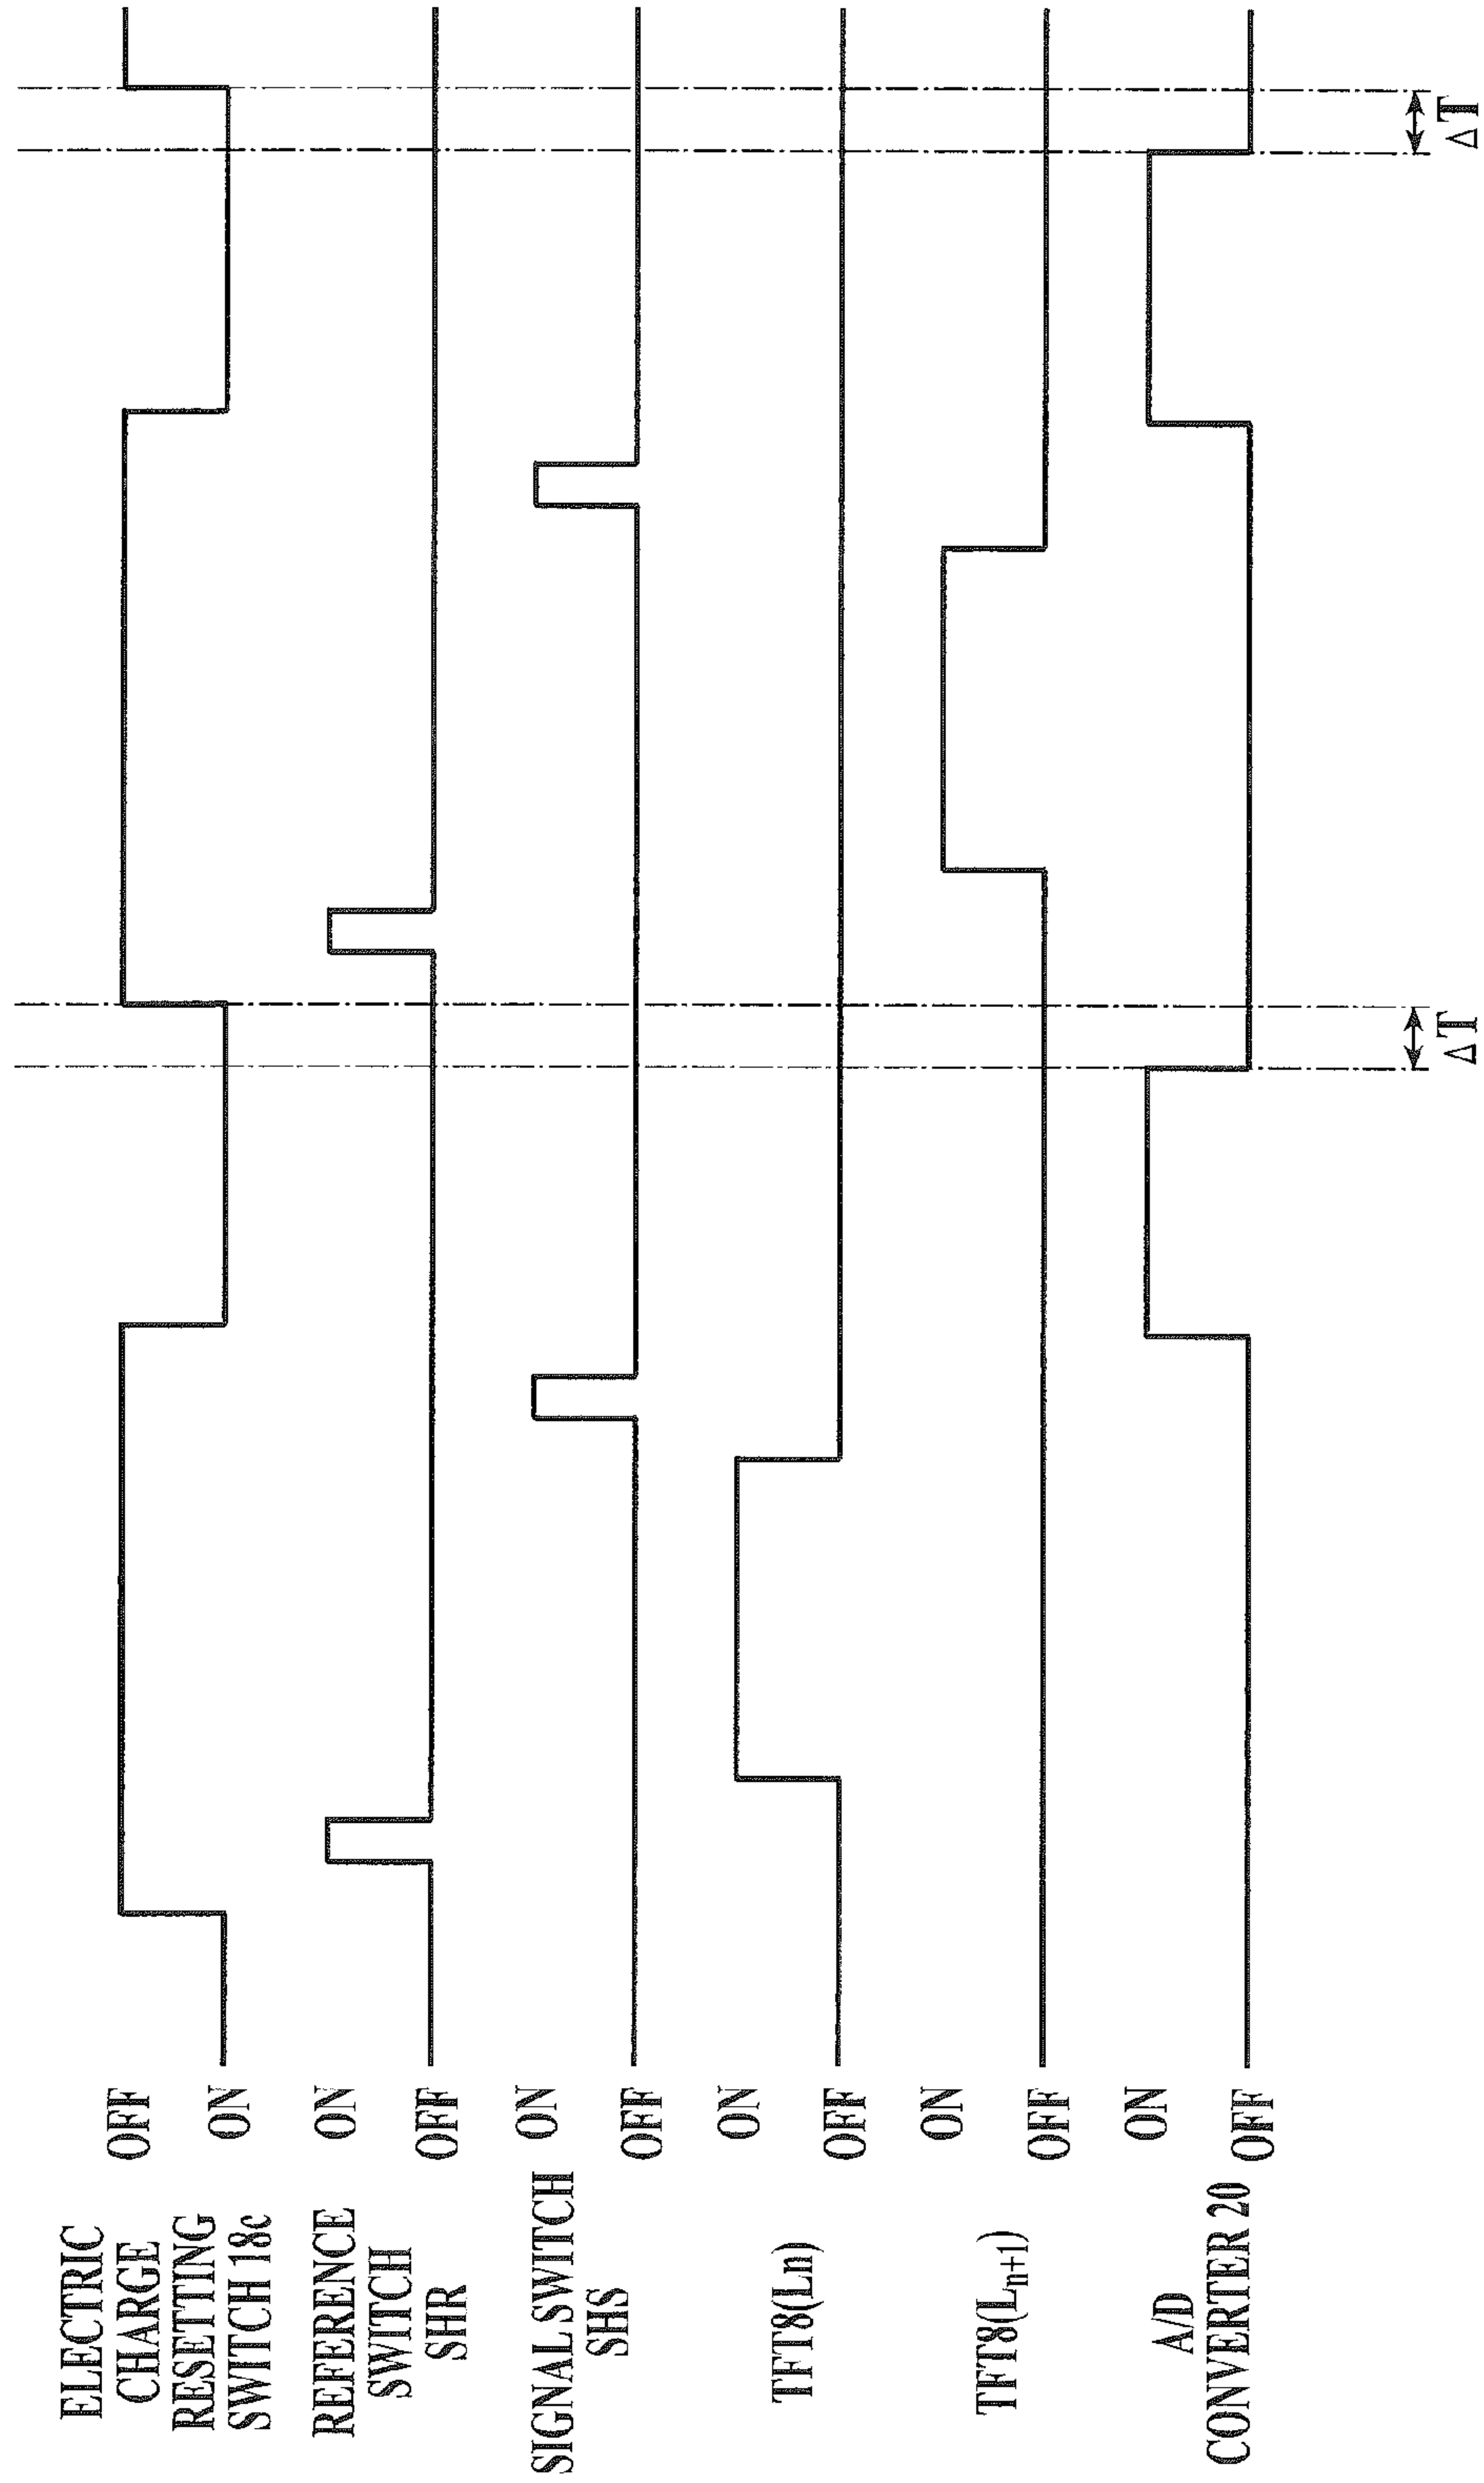 ELECTRIC
CHARGE
RESETTING
SWITCH 18c
OFF
ON
REFERENCE
SWITCH
SHR
ON
OFF
SIGNAL SWITCH
SHS
ON
OFF
TFT8(Ln)
ON
OFF
TFT8(Ln+1)
ON
OFF
A/D
CONVERTER 20
ON
OFF
ΔT
ΔT